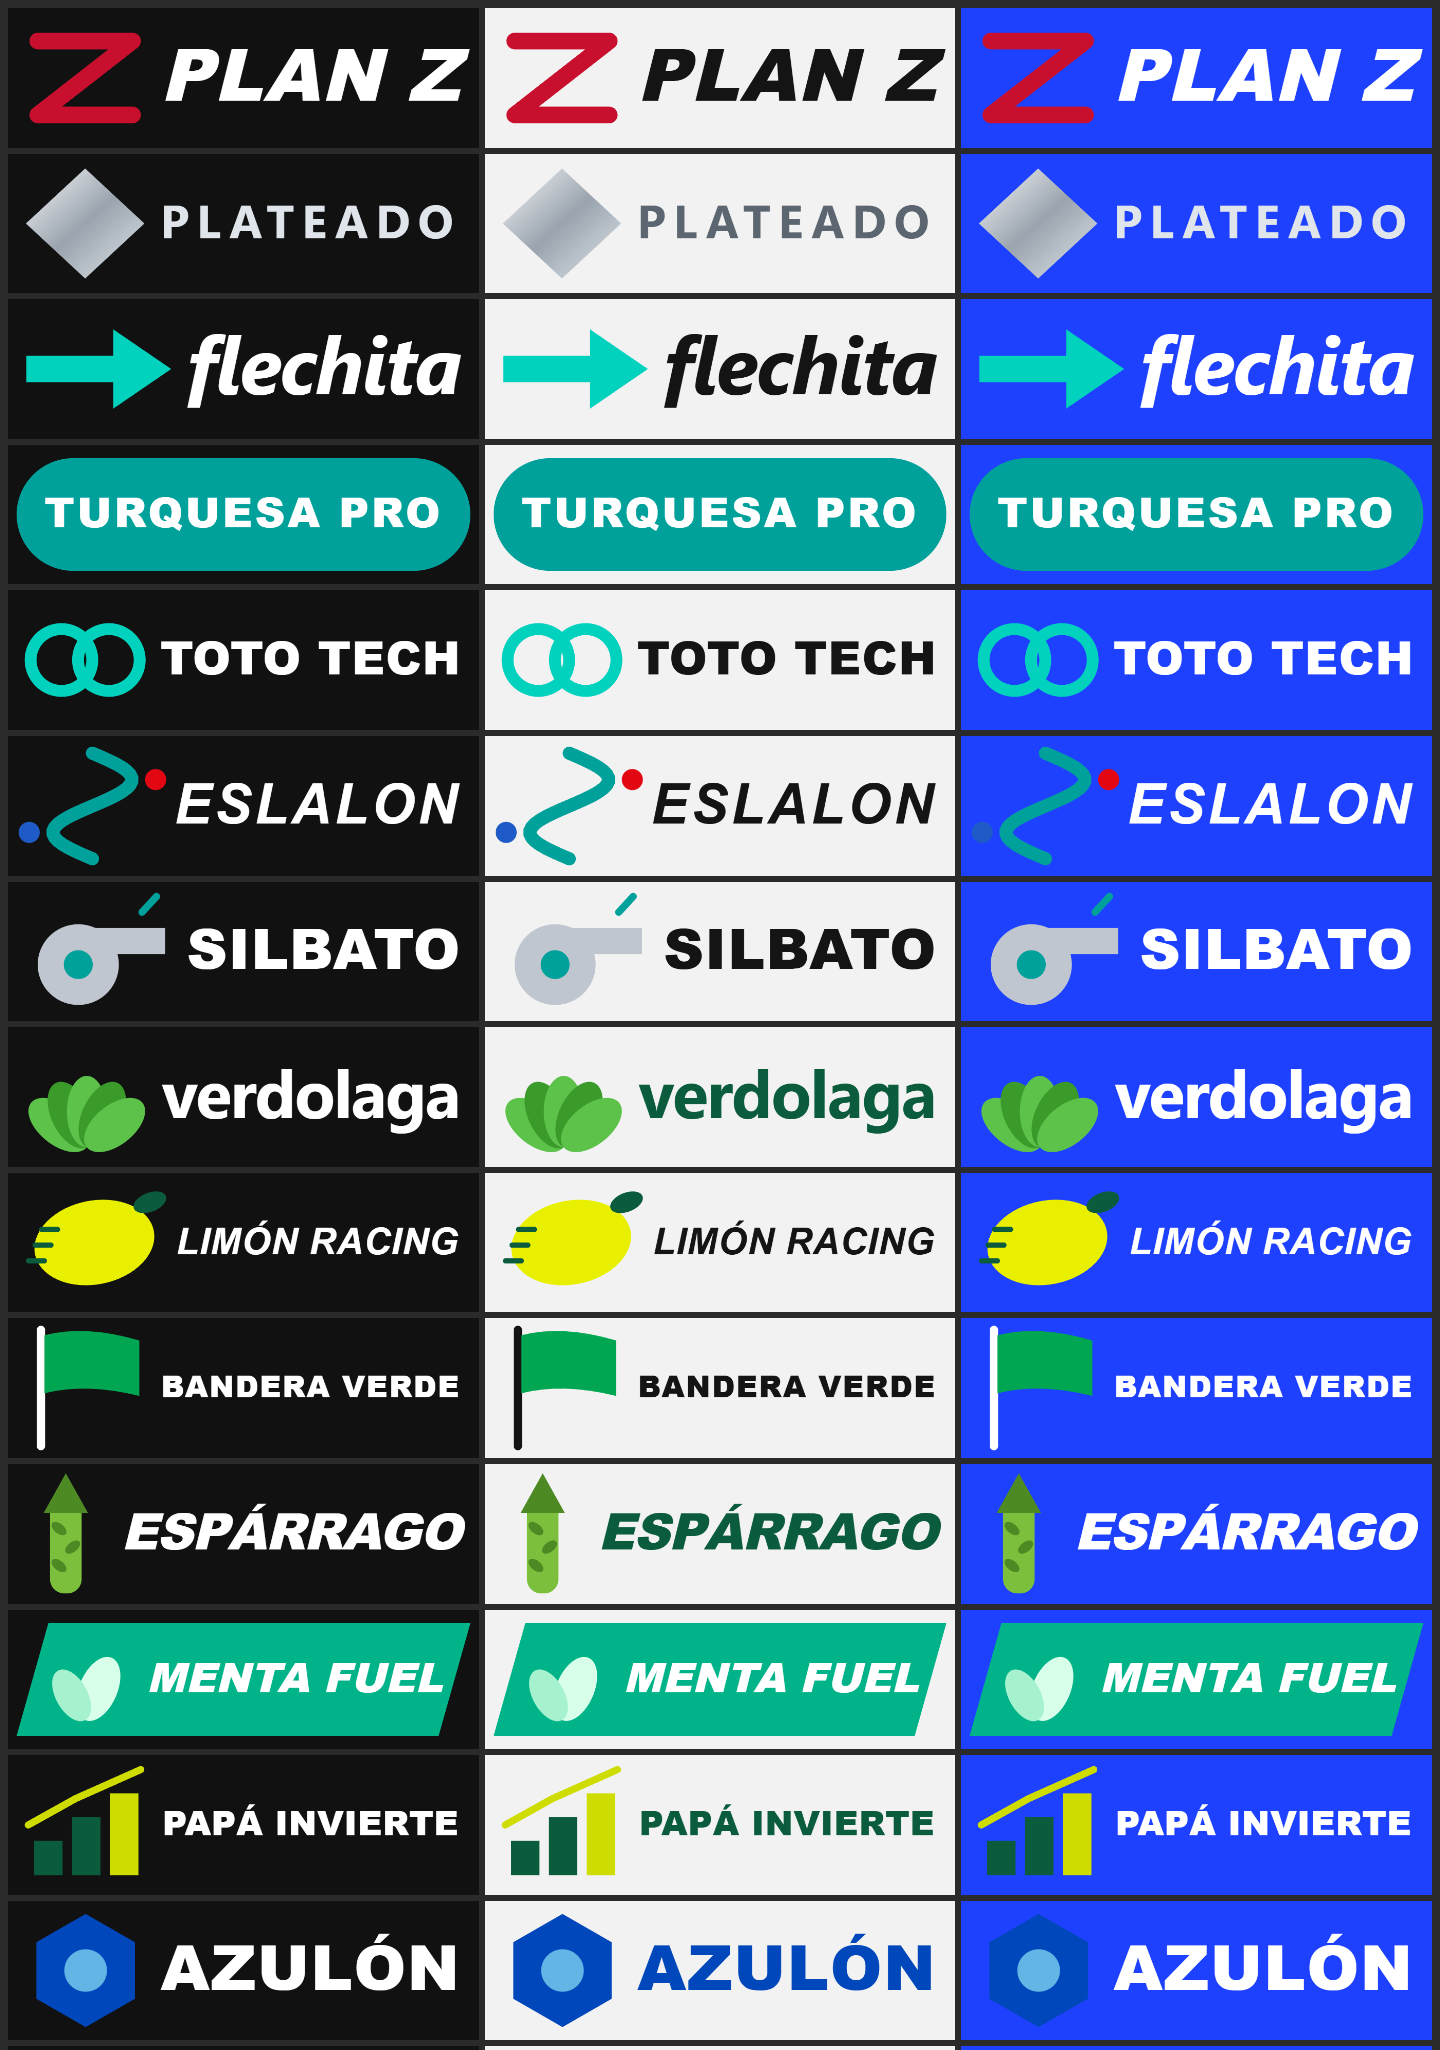 PLAN Z PLAN Z PLAN Z
PLATEADO PLATEADO PLATEADO
flechita flechita flechita
TURQUESA PRO TURQUESA PRO TURQUESA PRO
TOTO TECH TOTO TECH TOTO TECH
ESLALON ESLALON ESLALON
SILBATO SILBATO SILBATO
verdolaga verdolaga verdolaga
LIMÓN RACING LIMÓN RACING LIMÓN RACING
BANDERA VERDE BANDERA VERDE BANDERA VERDE
ESPÁRRAGO ESPÁRRAGO ESPÁRRAGO
MENTA FUEL MENTA FUEL MENTA FUEL
PAPÁ INVIERTE PAPÁ INVIERTE PAPÁ INVIERTE
AZULÓN AZULÓN AZULÓN